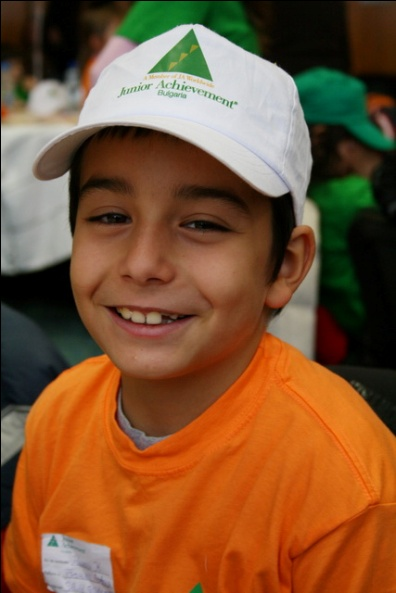 A Member of JA Worldwide
Junior Achievement®
Bulgaria